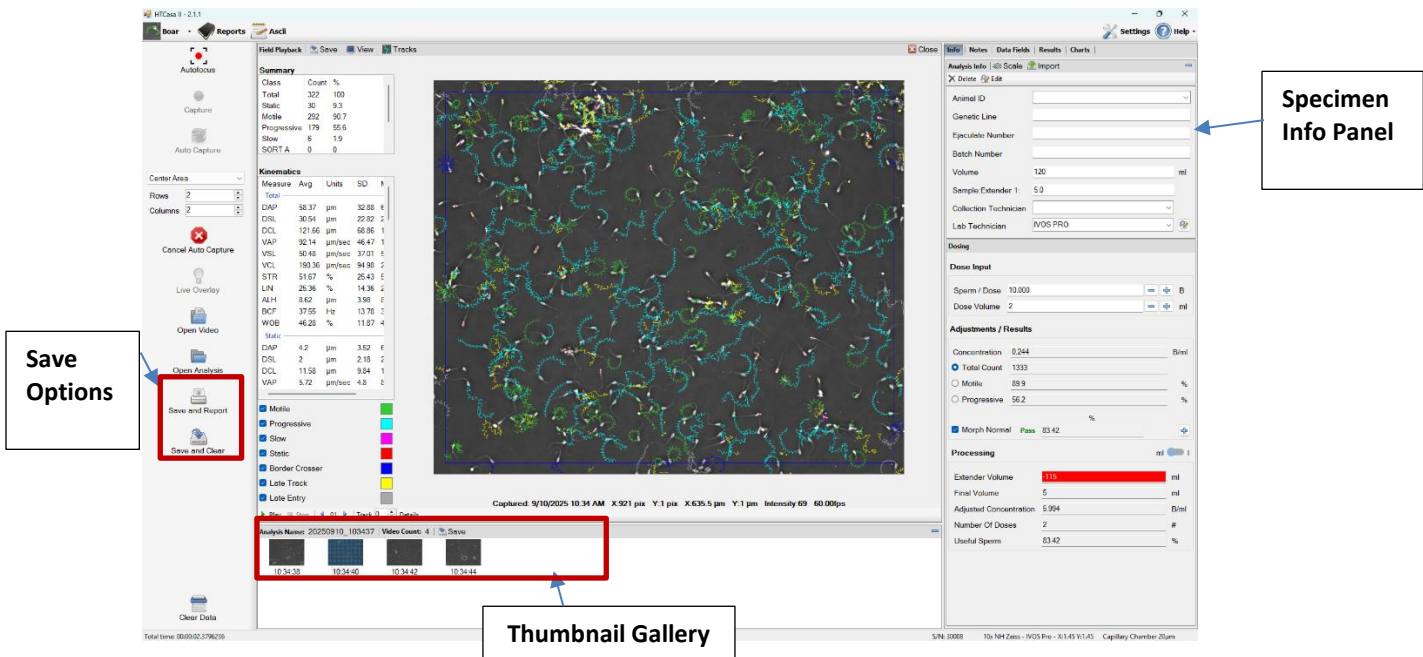 HTCasa II - 2.1.1
Boar Reports Ascii Settings Help
Autofocus
Capture
Auto Capture
Center Area
Rows 2
Columns 2
Cancel Auto Capture
Live Overlay
Open Video
Open Analysis
Save and Report
Save and Clear
Clear Data
Save
Options
Field Playback Save View Tracks Close
Summary
Class Count %
Total 322 100
Static 30 9.3
Motile 292 90.7
Progressive 179 55.6
Slow 6 1.9
SORT A 0 0
Kinematics
Measure Avg Units SD
Total
DAP 58.37 µm 32.88
DSL 30.54 µm 22.82
DCL 121.66 µm 68.86
VAP 92.14 µm/sec 46.47
VSL 50.48 µm/sec 37.01
VCL 190.36 µm/sec 94.98
STR 51.67 % 25.43
LIN 25.36 % 14.36
ALH 8.62 µm 3.98
BCF 37.55 Hz 13.78
WOB 46.28 % 11.87
Static
DAP 4.2 µm 3.52
DSL 2 µm 2.18
DCL 11.58 µm 9.84
VAP 5.72 µm/sec 4.8
Motile
Progressive
Slow
Static
Border Crosser
Late Track
Late Entry
Play Stop 01 Track 0 Details
Captured: 9/10/2025 10:34 AM X:921 pix Y:1 pix X:635.5 µm Y:1 µm Intensity:69 60.00fps
Analysis Name: 20250910_103437 Video Count: 4 Save
10:34:38 10:34:40 10:34:42 10:34:44
Thumbnail Gallery
Info Notes Data Fields Results Charts
Analysis Info Scale Import
Delete Edit
Animal ID
Genetic Line
Ejaculate Number
Batch Number
Volume 120 ml
Sample:Extender 1: 5.0
Collection Technician
Lab Technician IVOS PRO
Dosing
Dose Input
Sperm / Dose 10.000 B
Dose Volume 2 ml
Adjustments / Results
Concentration 0.244 B/ml
Total Count 1333
Motile 89.9 %
Progressive 56.2 %
%
Morph Normal Pass 83.42
Processing ml l
Extender Volume -115 ml
Final Volume 5 ml
Adjusted Concentration 5.994 B/ml
Number Of Doses 2 #
Useful Sperm 83.42 %
Specimen
Info Panel
Total time: 00:00:02.3796236
S/N: 30008 10x NH Zeiss - IVOS Pro - X:1.45 Y:1.45 Capillary Chamber 20µm